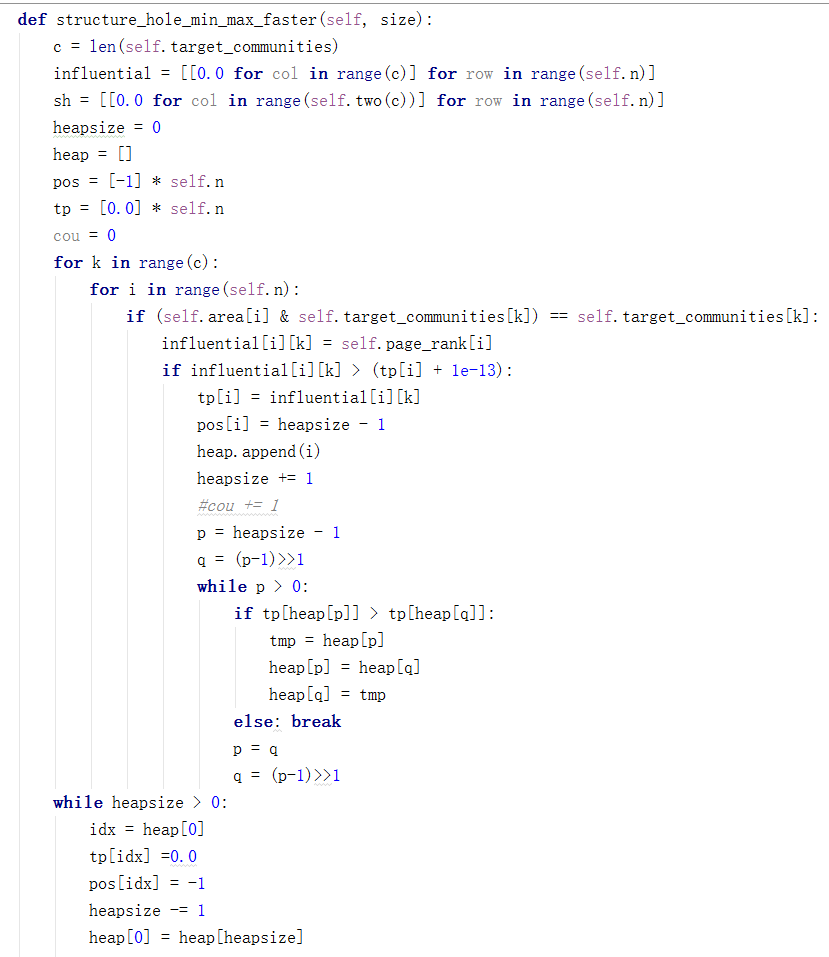 def structure_hole_min_max_faster(self, size):
    c = len(self.target_communities)
    influential = [[0.0 for col in range(c)] for row in range(self.n)]
    sh = [[0.0 for col in range(self.two(c))] for row in range(self.n)]
    heapsize = 0
    heap = []
    pos = [-1] * self.n
    tp = [0.0] * self.n
    cou = 0
    for k in range(c):
        for i in range(self.n):
            if (self.area[i] & self.target_communities[k]) == self.target_communities[k]:
                influential[i][k] = self.page_rank[i]
                if influential[i][k] > (tp[i] + 1e-13):
                    tp[i] = influential[i][k]
                    pos[i] = heapsize - 1
                    heap.append(i)
                    heapsize += 1
                    #cou += 1
                    p = heapsize - 1
                    q = (p-1)>>1
                    while p > 0:
                        if tp[heap[p]] > tp[heap[q]]:
                            tmp = heap[p]
                            heap[p] = heap[q]
                            heap[q] = tmp
                        else: break
                        p = q
                        q = (p-1)>>1
    while heapsize > 0:
        idx = heap[0]
        tp[idx] =0.0
        pos[idx] = -1
        heapsize -= 1
        heap[0] = heap[heapsize]